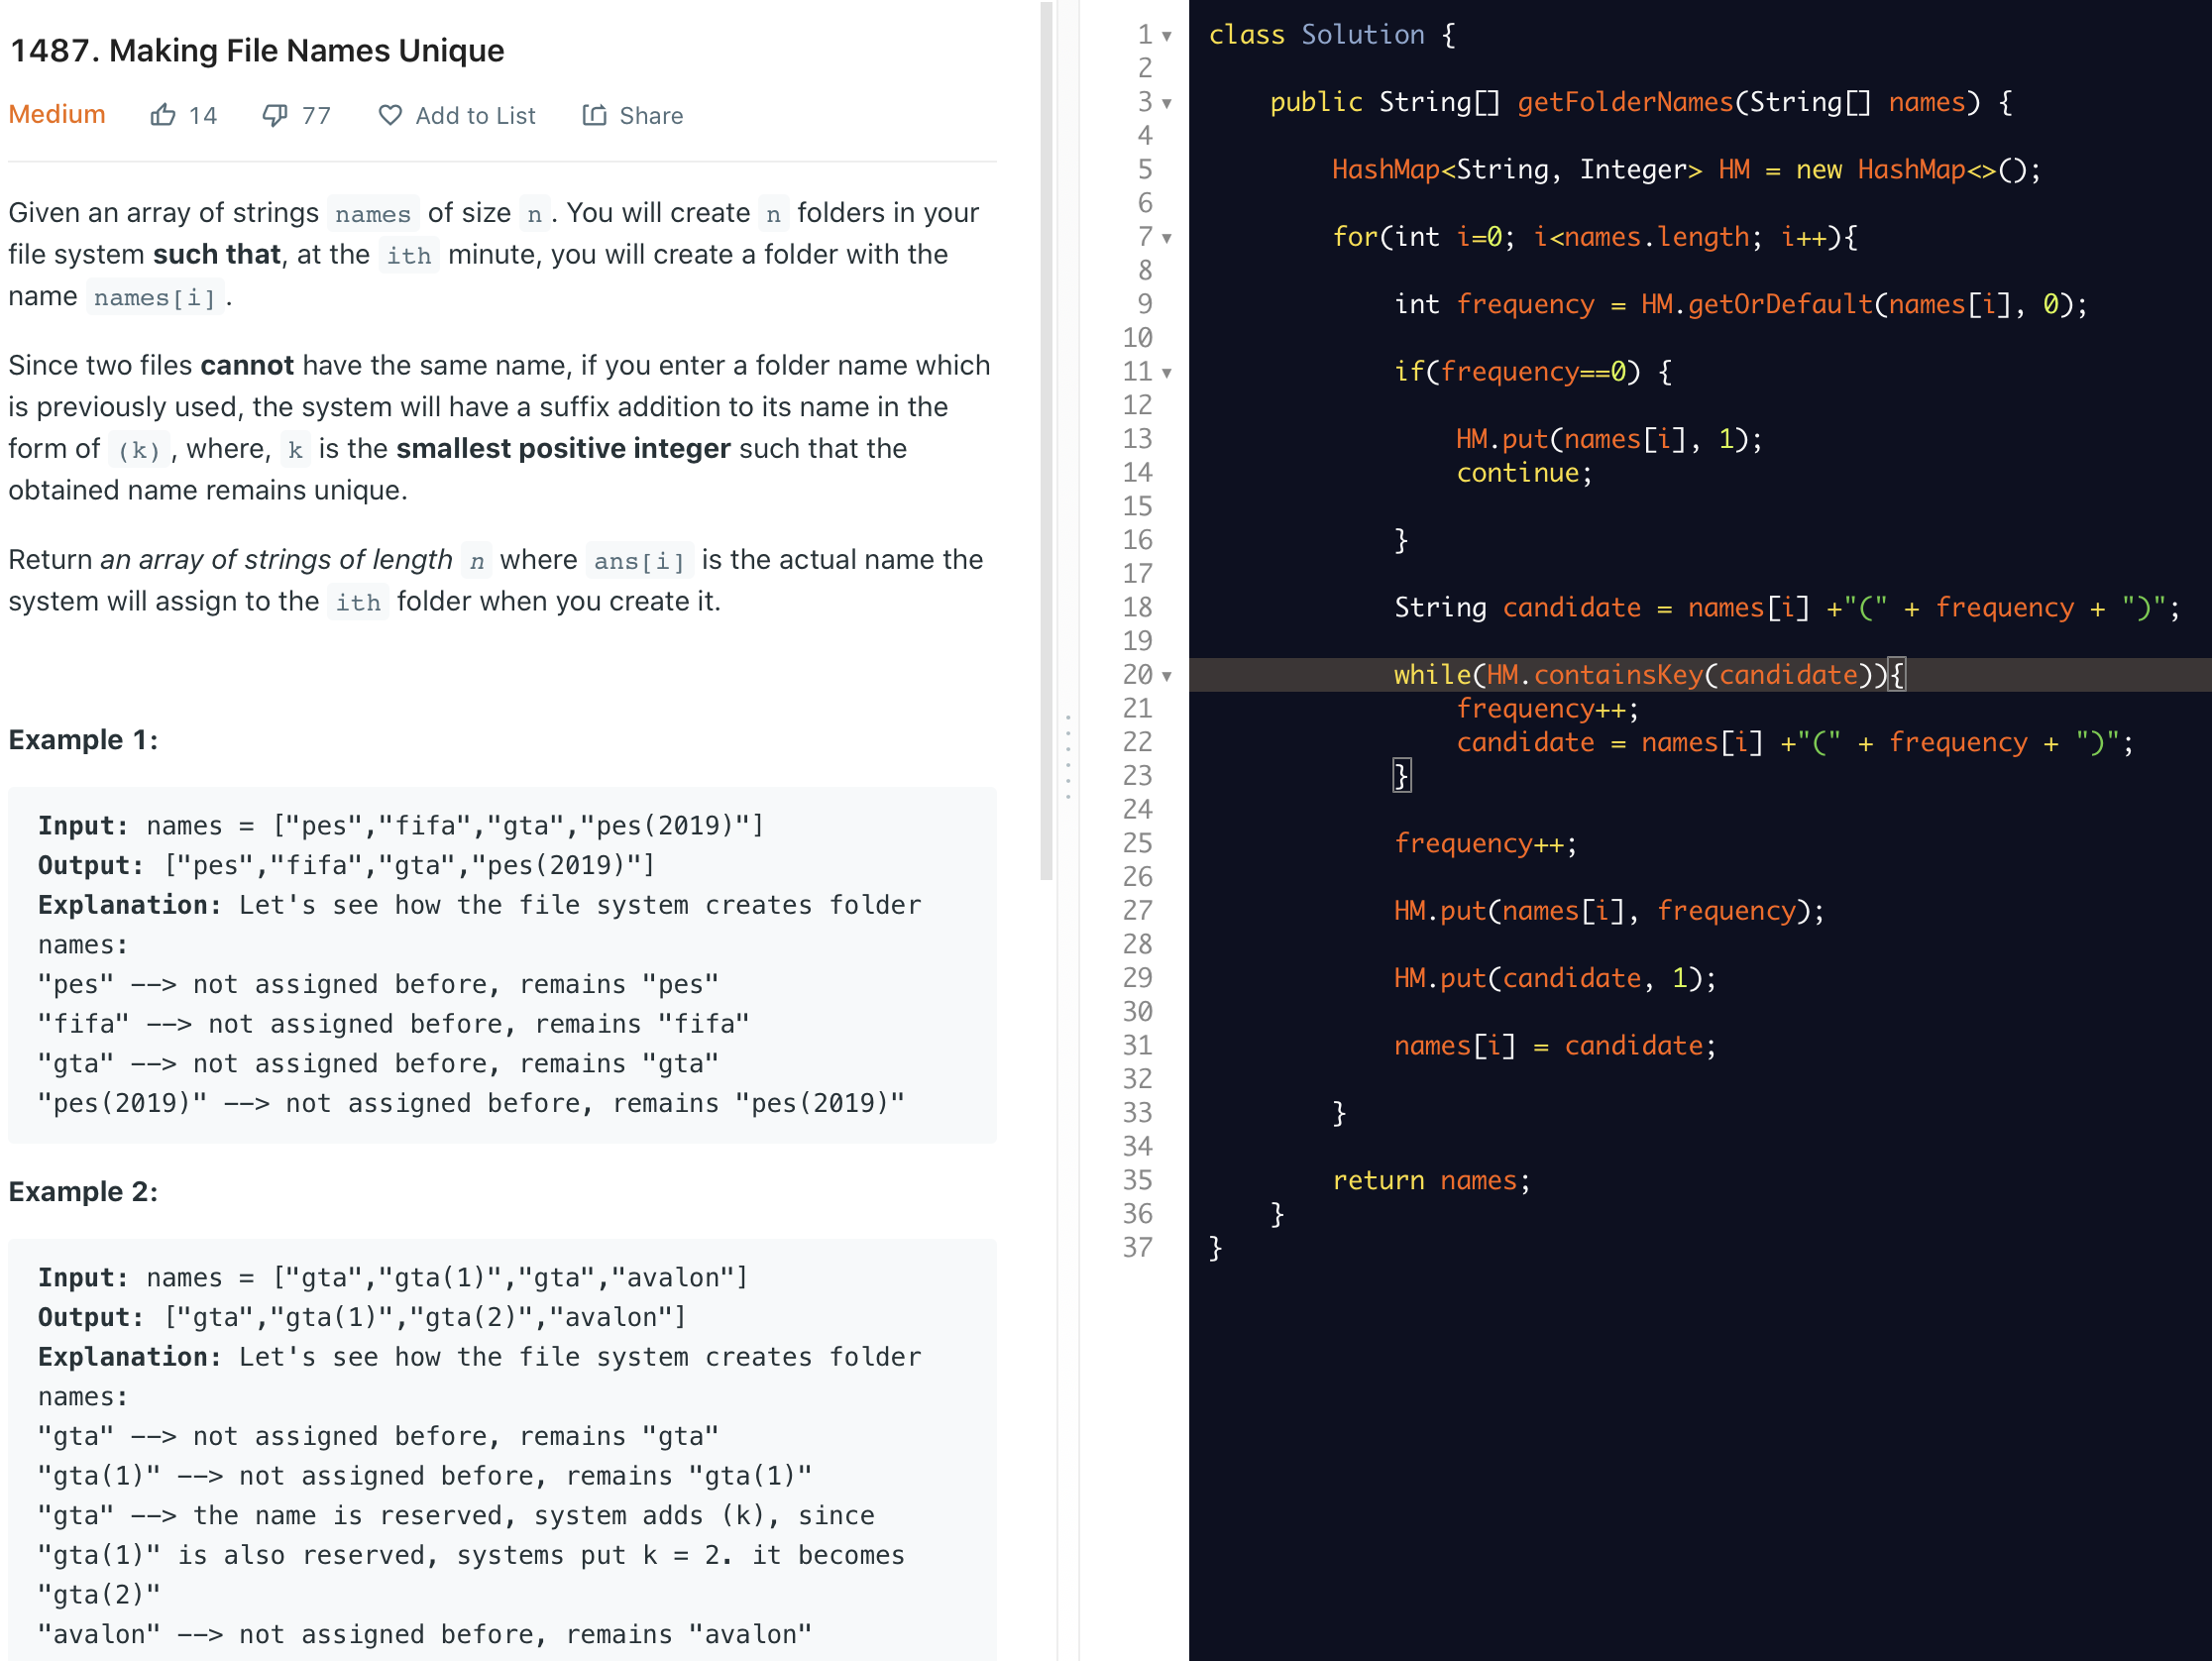 1487. Making File Names Unique
Medium 14 77 Add to List Share
Given an array of strings names of size n. You will create n folders in your
file system such that, at the ith minute, you will create a folder with the
name names[i].
Since two files cannot have the same name, if you enter a folder name which
is previously used, the system will have a suffix addition to its name in the
form of (k), where, k is the smallest positive integer such that the
obtained name remains unique.
Return an array of strings of length n where ans[i] is the actual name the
system will assign to the ith folder when you create it.
Example 1:
Input: names = ["pes","fifa","gta","pes(2019)"]
Output: ["pes","fifa","gta","pes(2019)"]
Explanation: Let's see how the file system creates folder
names:
"pes" --> not assigned before, remains "pes"
"fifa" --> not assigned before, remains "fifa"
"gta" --> not assigned before, remains "gta"
"pes(2019)" --> not assigned before, remains "pes(2019)"
Example 2:
Input: names = ["gta","gta(1)","gta","avalon"]
Output: ["gta","gta(1)","gta(2)","avalon"]
Explanation: Let's see how the file system creates folder
names:
"gta" --> not assigned before, remains "gta"
"gta(1)" --> not assigned before, remains "gta(1)"
"gta" --> the name is reserved, system adds (k), since
"gta(1)" is also reserved, systems put k = 2. it becomes
"gta(2)"
"avalon" --> not assigned before, remains "avalon"
1 class Solution {
2
3 public String[] getFolderNames(String[] names) {
4
5 HashMap<String, Integer> HM = new HashMap<>();
6
7 for(int i=0; i<names.length; i++){
8
9 int frequency = HM.getOrDefault(names[i], 0);
10
11 if(frequency==0) {
12
13 HM.put(names[i], 1);
14 continue;
15
16 }
17
18 String candidate = names[i] +"(" + frequency + ")";
19
20 while(HM.containsKey(candidate)){
21 frequency++;
22 candidate = names[i] +"(" + frequency + ")";
23 }
24
25 frequency++;
26
27 HM.put(names[i], frequency);
28
29 HM.put(candidate, 1);
30
31 names[i] = candidate;
32
33 }
34
35 return names;
36 }
37 }